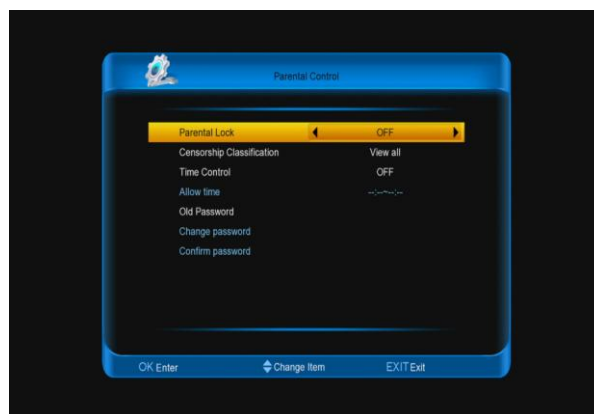 Parental Control
Parental Lock OFF
Censorship Classification View all
Time Control OFF
Allow time --:--~--:--
Old Password
Change password
Confirm password
OK Enter Change Item EXIT Exit